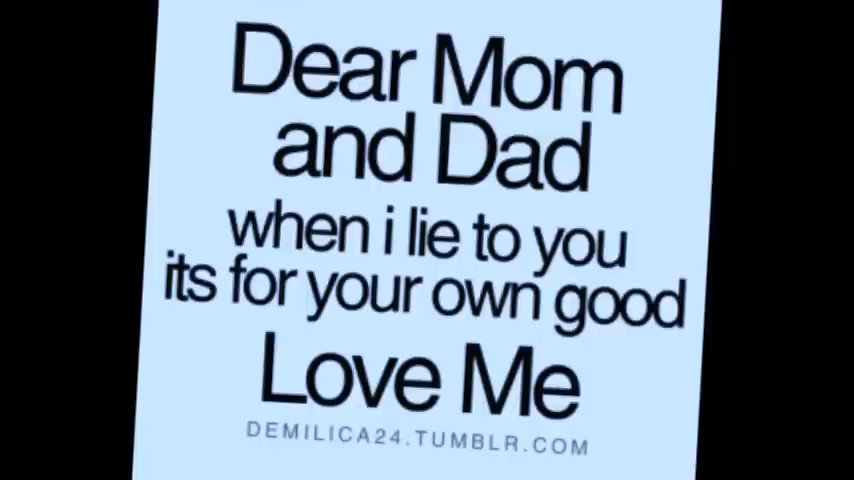 Dear Mom
and Dad
when i lie to you
its for your own good
Love Me
DEMILICA24.TUMBLR.COM